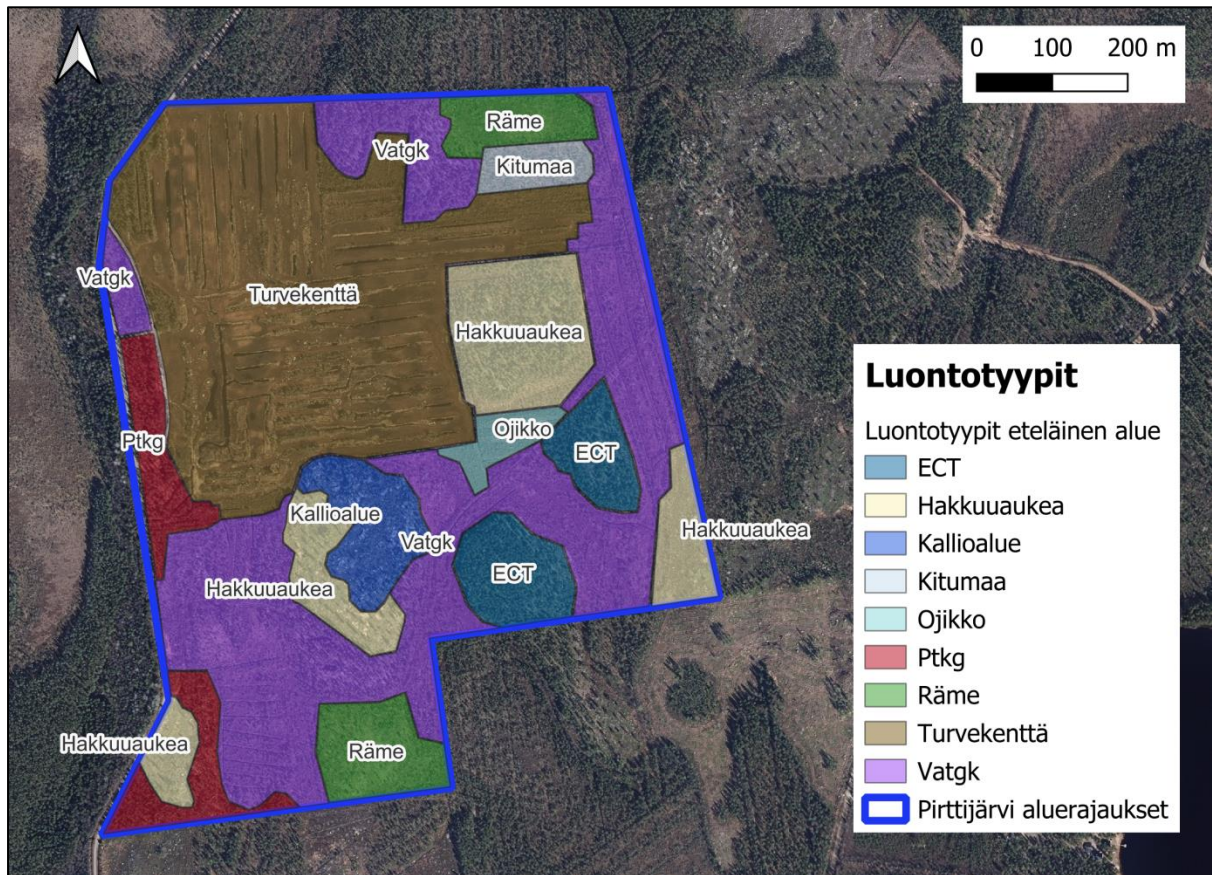 0 100 200 m
Räme
Vatgk
Kitumaa
Vatgk
Turvekenttä
Hakkuuaukea
Ptkg
Ojikko
ECT
Kallioalue
Vatgk
Hakkuuaukea
ECT
Hakkuuaukea
Hakkuuaukea
Räme
Luontotyypit
Luontotyypit eteläinen alue
ECT
Hakkuuaukea
Kallioalue
Kitumaa
Ojikko
Ptkg
Räme
Turvekenttä
Vatgk
Pirttijärvi aluerajaukset